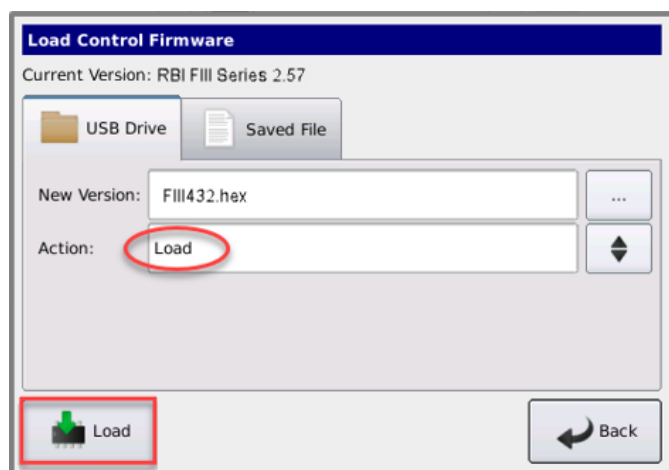 Load Control Firmware
Current Version: RBI FIII Series 2.57
USB Drive
Saved File
New Version: FIII432.hex ...
Action: Load
Load
Back